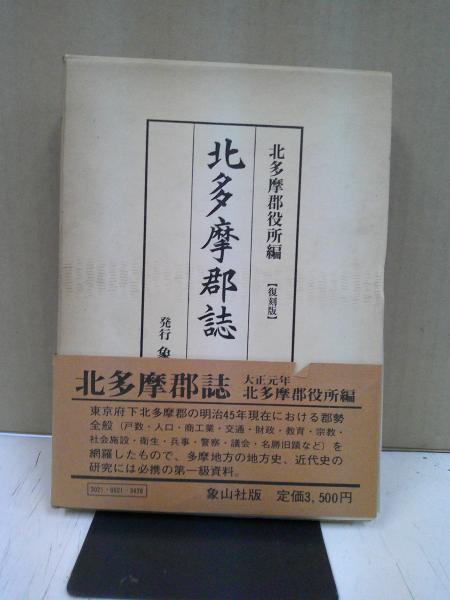 北多摩郡役所編
【復刻版】
北多摩郡誌
発行 象
北多摩郡誌
大正元年
北多摩郡役所編
東京府下北多摩郡の明治45年現在における郡勢
全般（戸数・人口・商工業・交通・財政・教育・宗教・
社会施設・衛生・兵事・警察・議会・名勝旧蹟など）を
網羅したもので、多摩地方の地方史、近代史の
研究には必携の第一級資料。
象山社版 定価3,500円